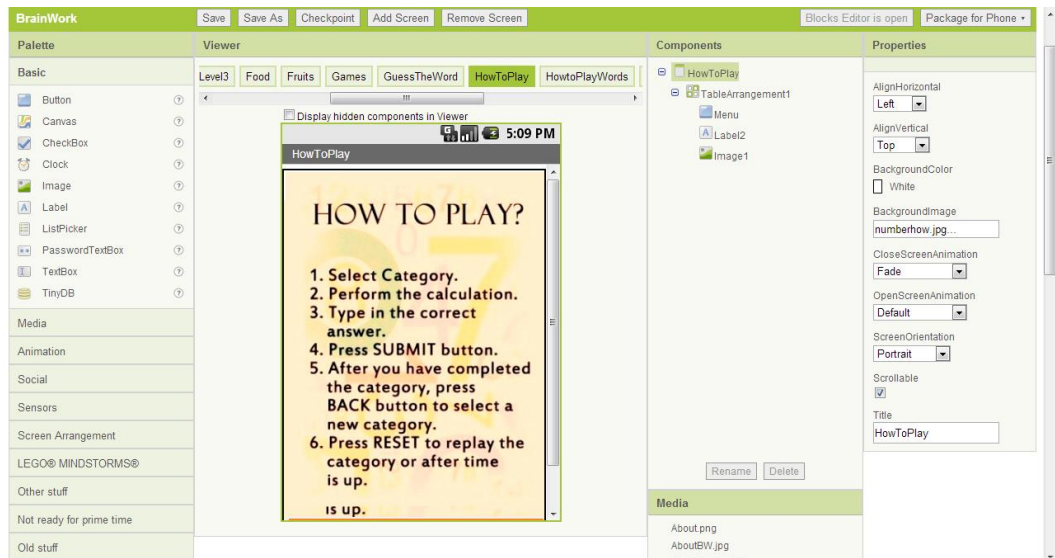 BrainWork
Save Save As Checkpoint Add Screen Remove Screen Blocks Editor is open Package for Phone
Palette
Basic
Button
Canvas
CheckBox
Clock
Image
Label
ListPicker
PasswordTextBox
TextBox
TinyDB
Media
Animation
Social
Sensors
Screen Arrangement
LEGO® MINDSTORMS®
Other stuff
Not ready for prime time
Old stuff
Viewer
Level3 Food Fruits Games GuessTheWord HowToPlay HowtoPlayWords
Display hidden components in Viewer
5:09 PM
HowToPlay
HOW TO PLAY?
1. Select Category.
2. Perform the calculation.
3. Type in the correct
answer.
4. Press SUBMIT button.
5. After you have completed
the category, press
BACK button to select a
new category.
6. Press RESET to replay the
category or after time
is up.
is up.
Components
HowToPlay
TableArrangement1
Menu
Label2
Image1
Rename Delete
Media
About.png
AboutBW.jpg
Properties
AlignHorizontal
Left
AlignVertical
Top
BackgroundColor
White
BackgroundImage
numberhow.jpg...
CloseScreenAnimation
Fade
OpenScreenAnimation
Default
ScreenOrientation
Portrait
Scrollable
Title
HowToPlay